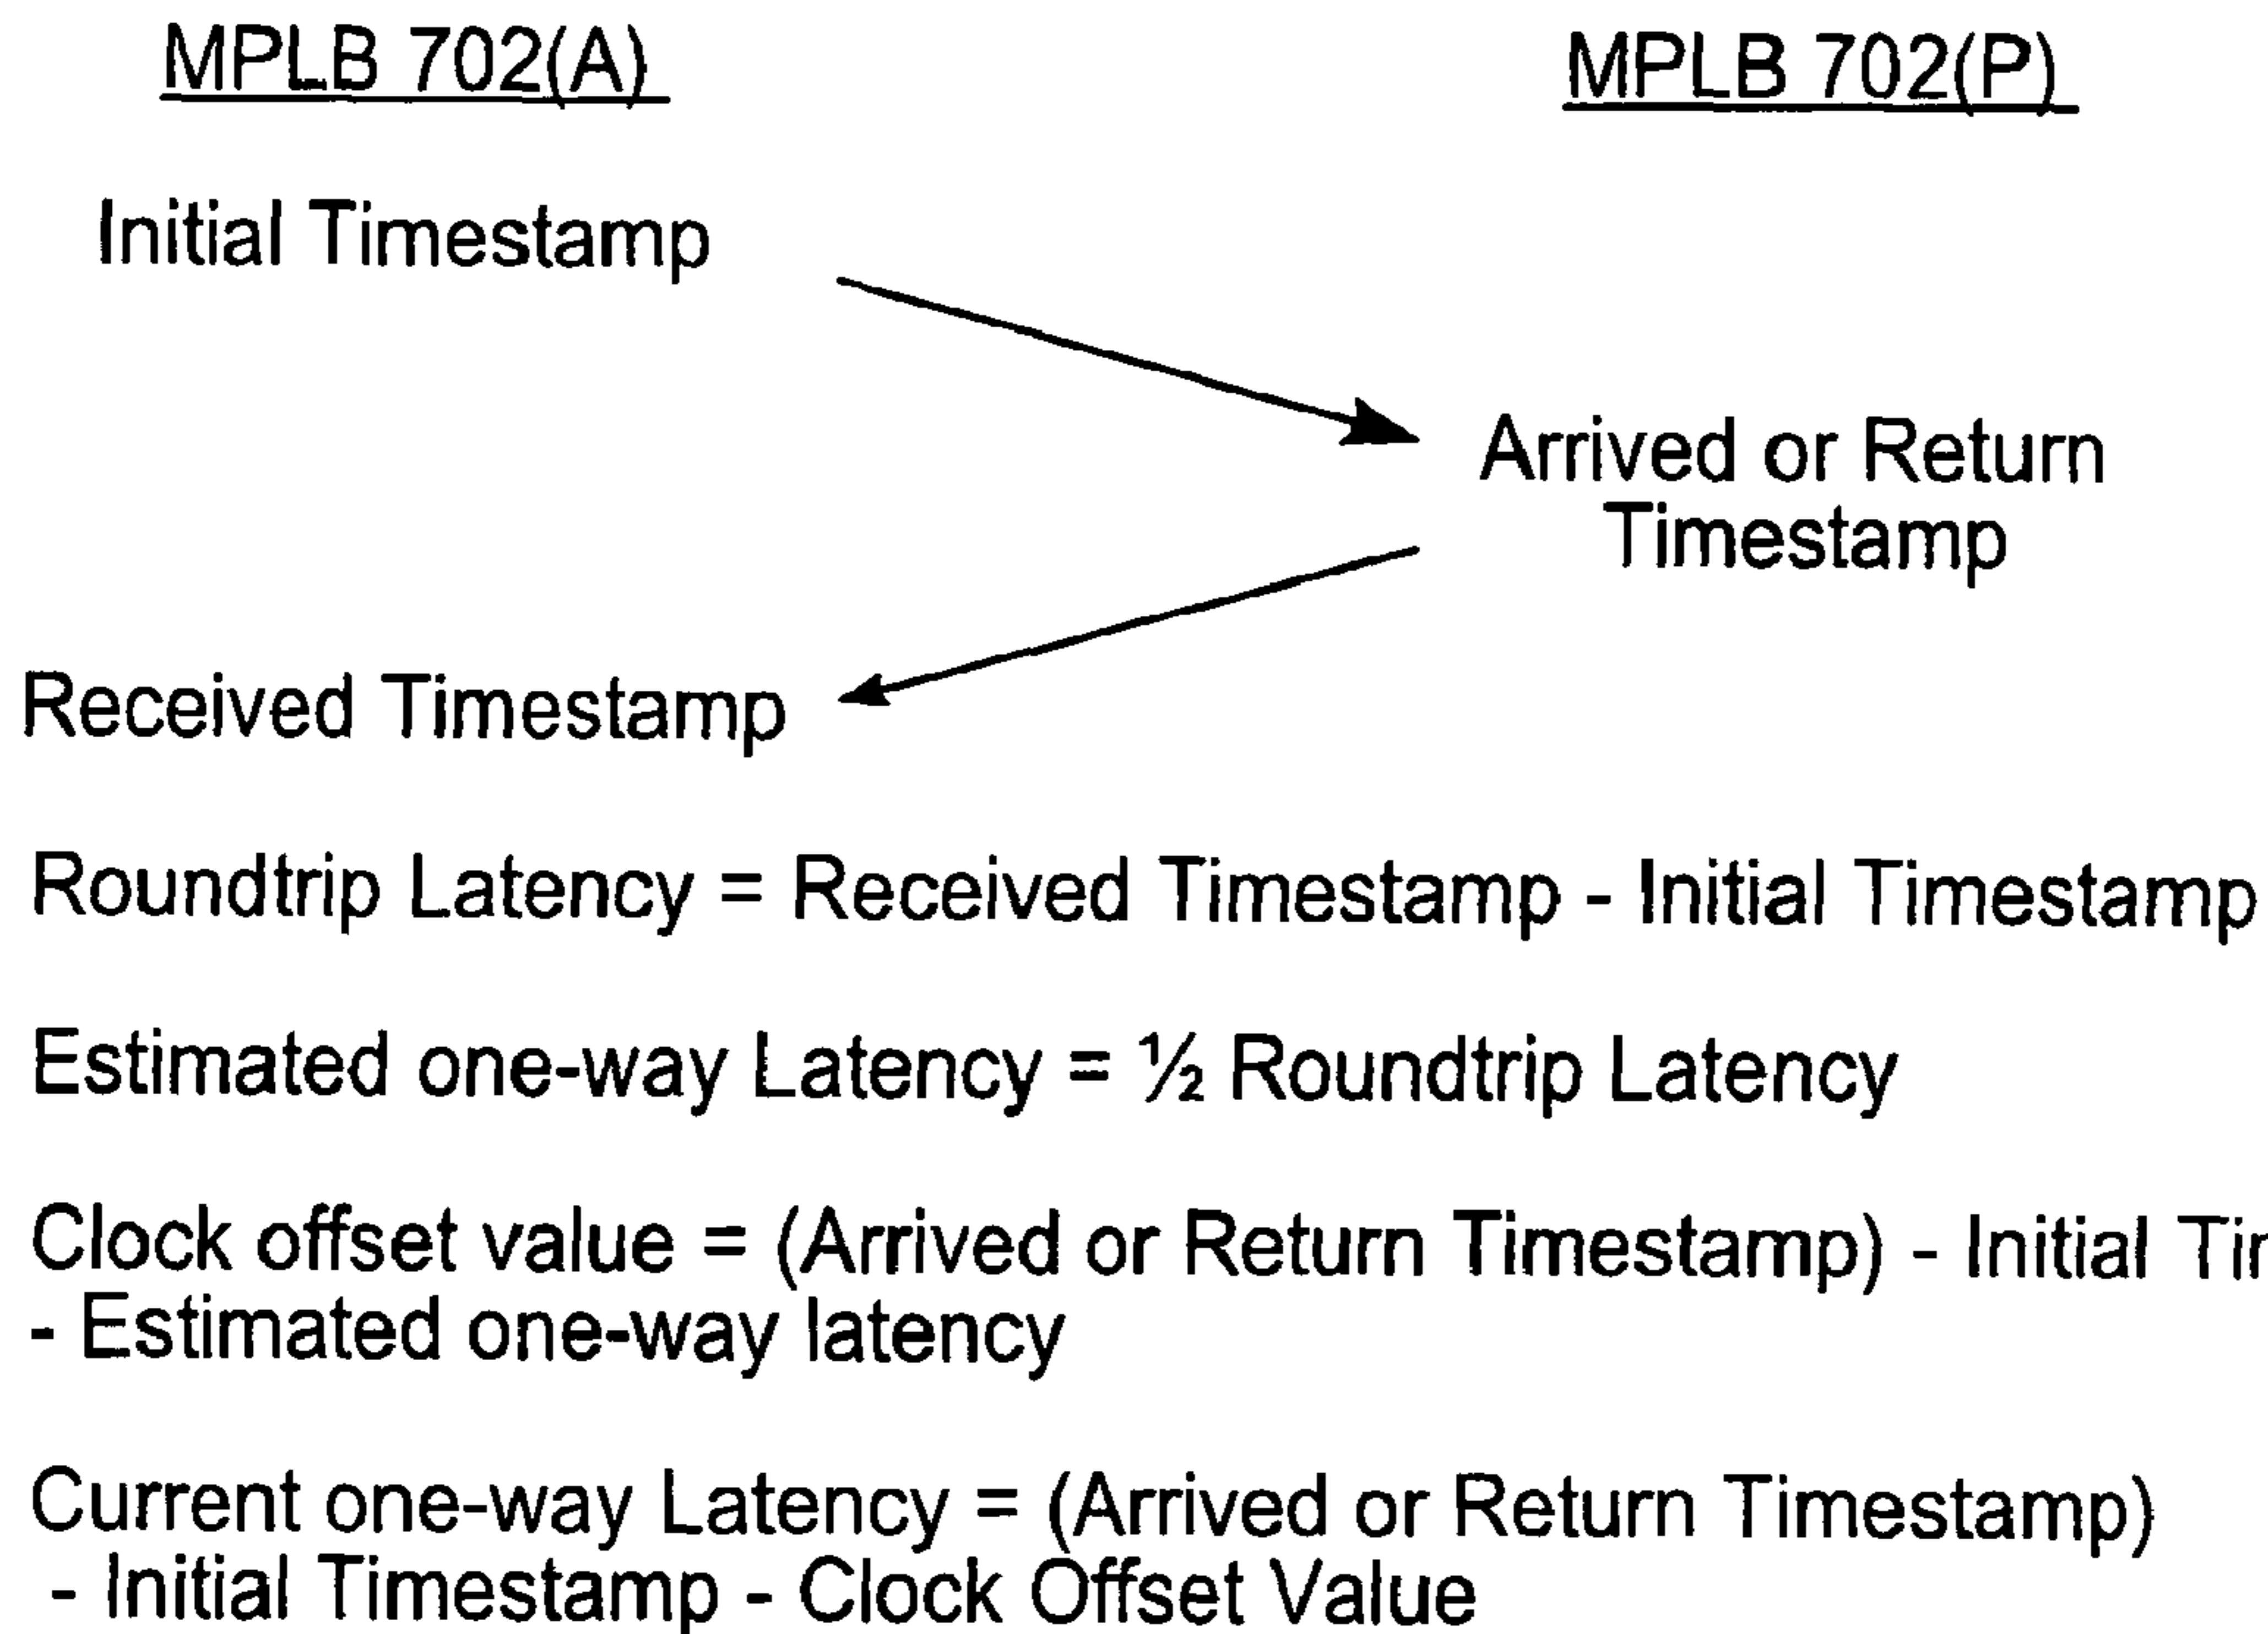 MPLB 702(A)
MPLB 702(P)
Initial Timestamp
Arrived or Return
Timestamp
Received Timestamp
Roundtrip Latency = Received Timestamp - Initial Timestamp
Estimated one-way Latency = ½ Roundtrip Latency
Clock offset value = (Arrived or Return Timestamp) - Initial
- Estimated one-way latency
Current one-way Latency = (Arrived or Return Timestamp)
- Initial Timestamp - Clock Offset Value